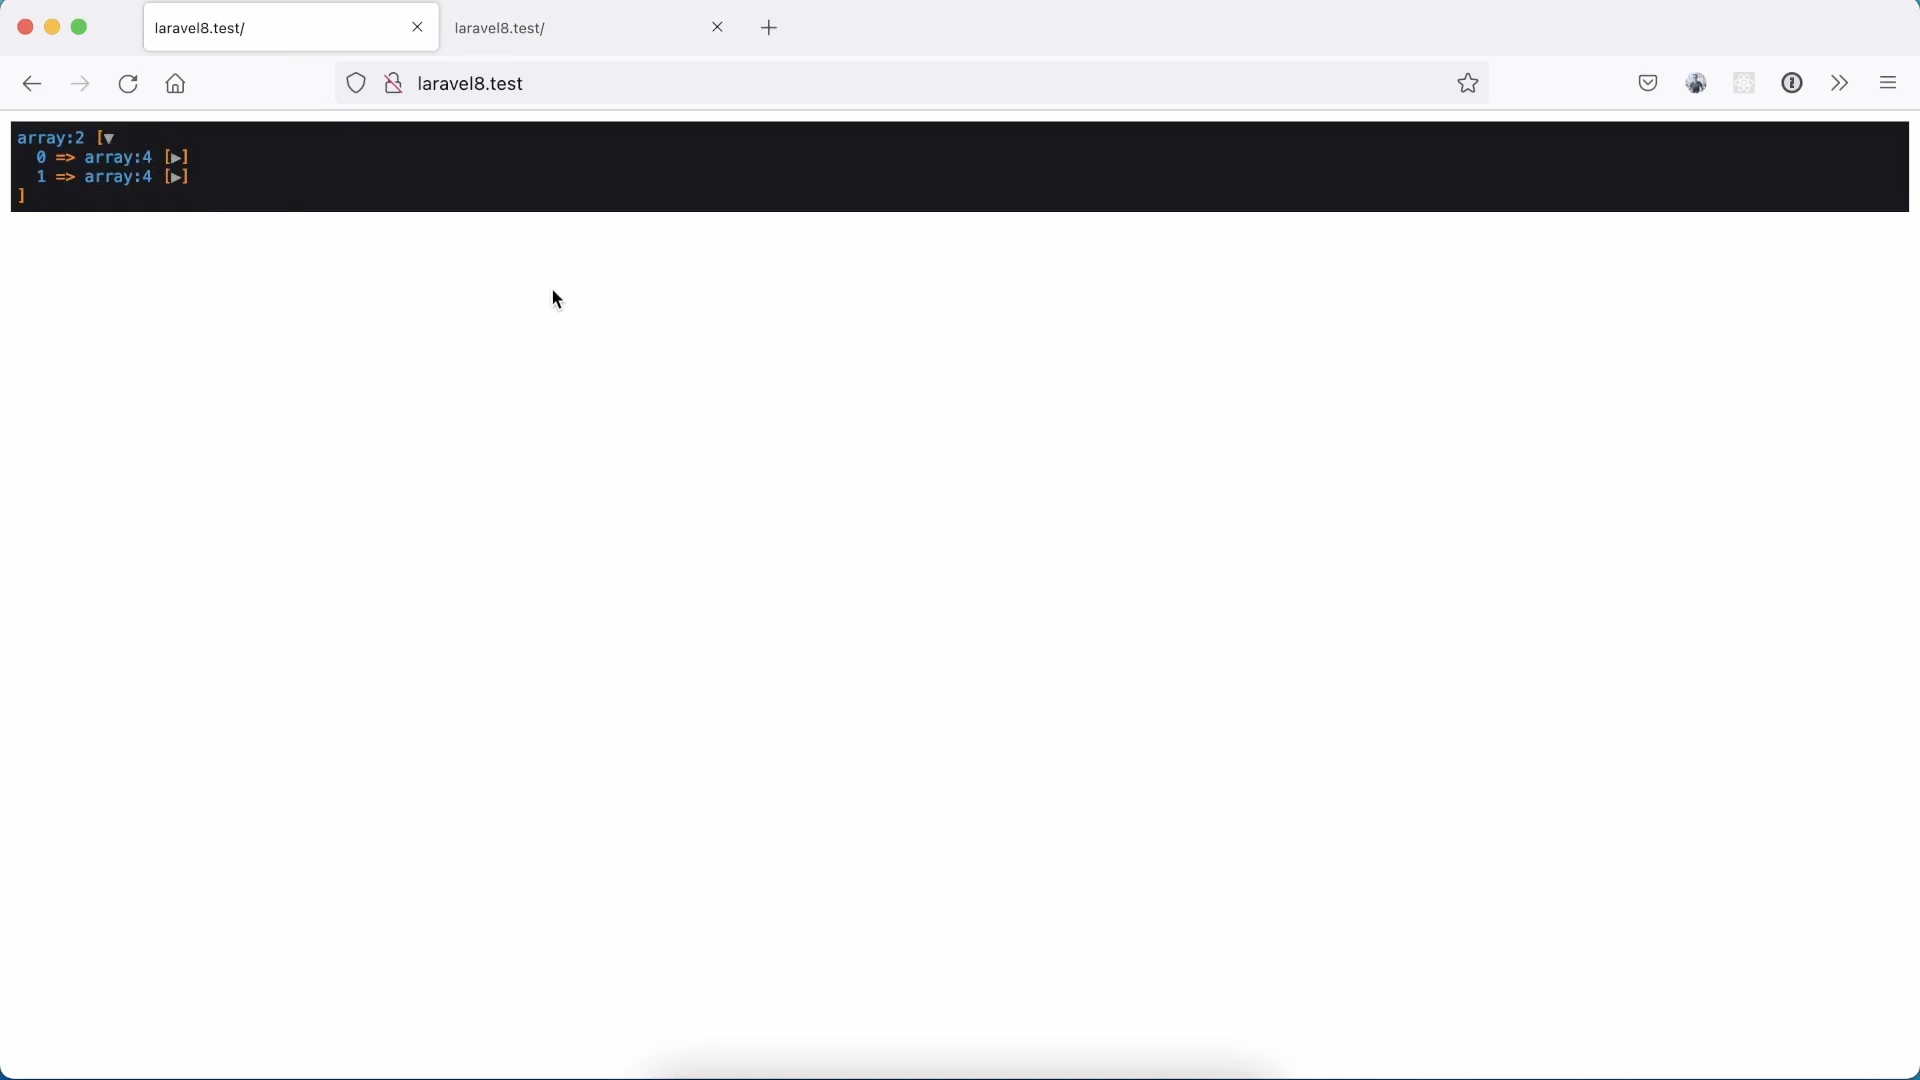 laravel8.test/
laravel8.test/
laravel8.test
array:2 [▼
  0 => array:4 [▶]
  1 => array:4 [▶]
]